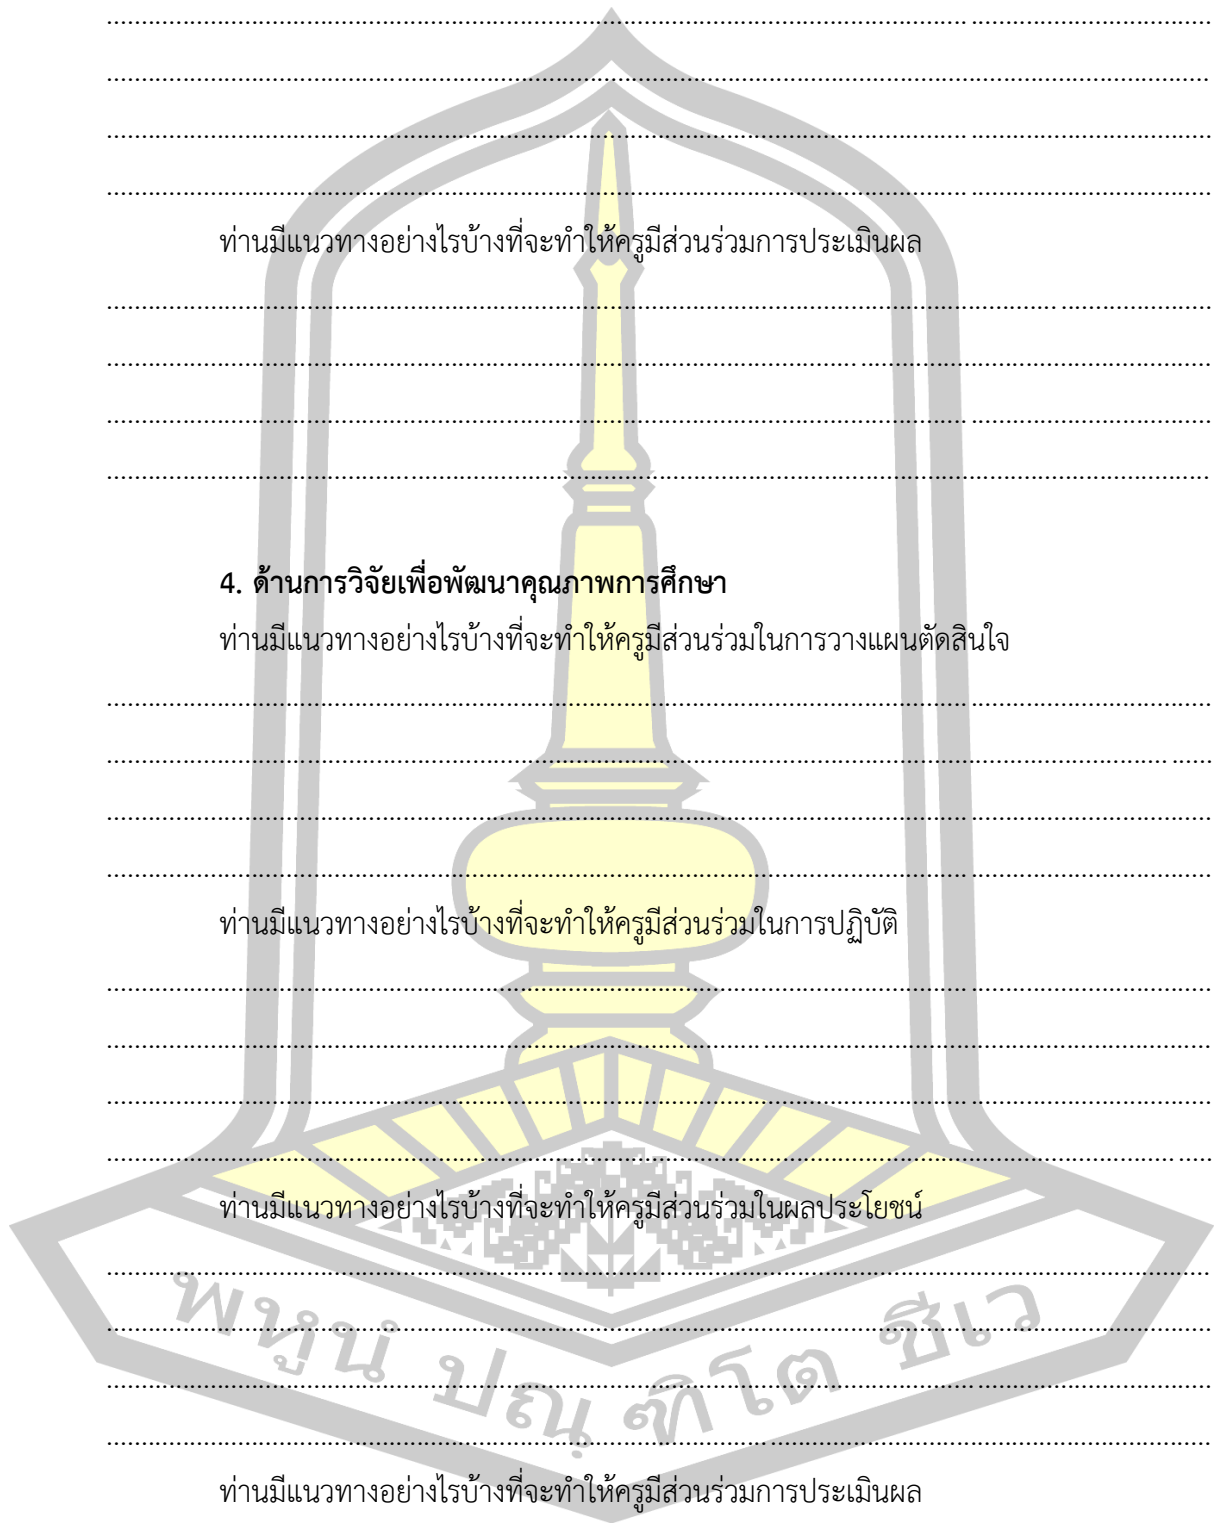 ท่านมีแนวทางอย่างไรบ้างที่จะทำให้ครูมีส่วนร่วมการประเมินผล
4. ด้านการวิจัยเพื่อพัฒนาคุณภาพการศึกษา
ท่านมีแนวทางอย่างไรบ้างที่จะทำให้ครูมีส่วนร่วมในการวางแผนตัดสินใจ
ท่านมีแนวทางอย่างไรบ้างที่จะทำให้ครูมีส่วนร่วมในการปฏิบัติ
ท่านมีแนวทางอย่างไรบ้างที่จะทำให้ครูมีส่วนร่วมในผลประโยชน์
พหูนํ ปณฺฑิโต ชีเว
ท่านมีแนวทางอย่างไรบ้างที่จะทำให้ครูมีส่วนร่วมการประเมินผล